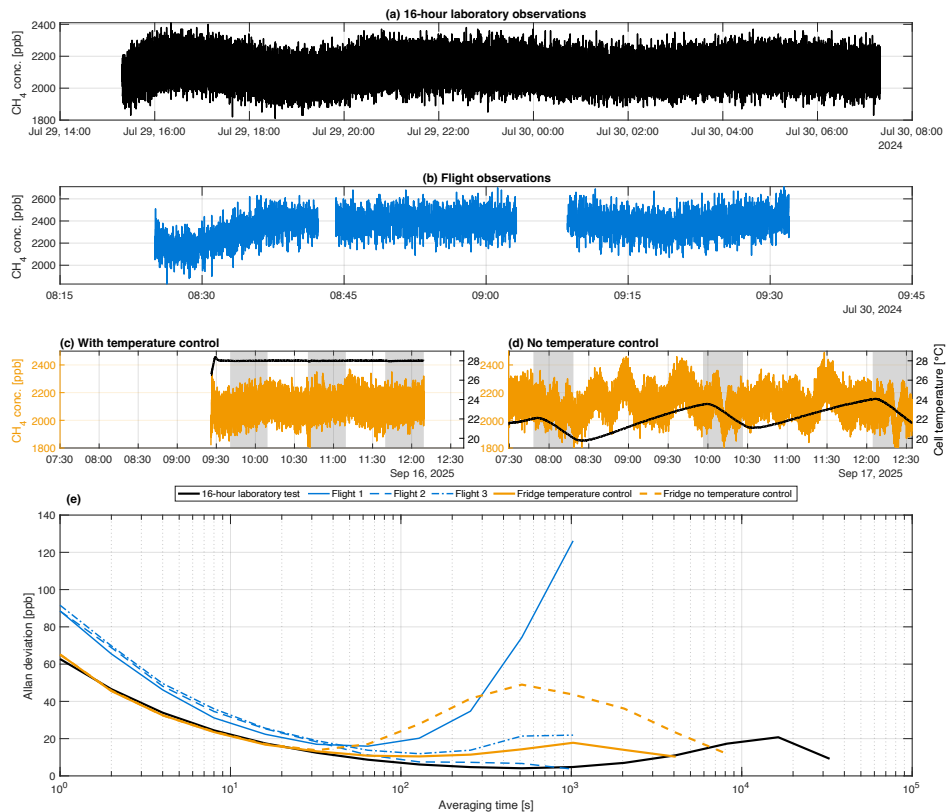 (a) 16-hour laboratory observations
CH4 conc. [ppb]
2400
2200
2000
1800
Jul 29, 14:00 Jul 29, 16:00 Jul 29, 18:00 Jul 29, 20:00 Jul 29, 22:00 Jul 30, 00:00 Jul 30, 02:00 Jul 30, 04:00 Jul 30, 06:00 Jul 30, 08:00
2024
(b) Flight observations
CH4 conc. [ppb]
2600
2400
2200
2000
08:15 08:30 08:45 09:00 09:15 09:30 09:45
Jul 30, 2024
(c) With temperature control
CH4 conc. [ppb]
2400
2200
2000
1800
28
26
24
22
20
07:30 08:00 08:30 09:00 09:30 10:00 10:30 11:00 11:30 12:00 12:30
Sep 16, 2025
(d) No temperature control
2400
2200
2000
1800
28
26
24
22
20
Cell temperature [°C]
07:30 08:00 08:30 09:00 09:30 10:00 10:30 11:00 11:30 12:00 12:30
Sep 17, 2025
(e)
16-hour laboratory test Flight 1 Flight 2 Flight 3 Fridge temperature control Fridge no temperature control
Allan deviation [ppb]
140
120
100
80
60
40
20
0
10^0 10^1 10^2 10^3 10^4 10^5
Averaging time [s]